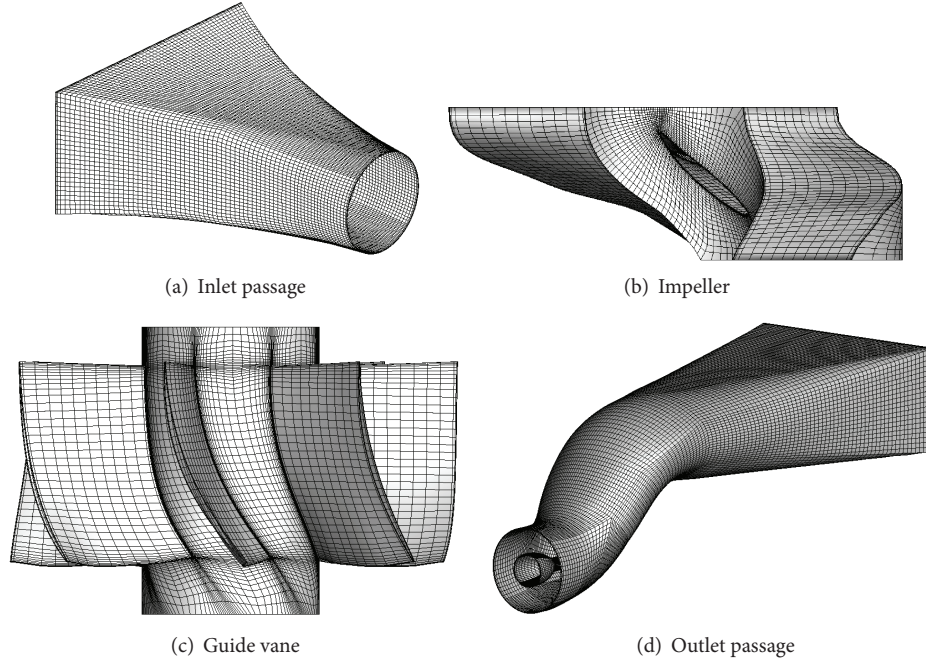 (a) Inlet passage
(b) Impeller
(c) Guide vane
(d) Outlet passage